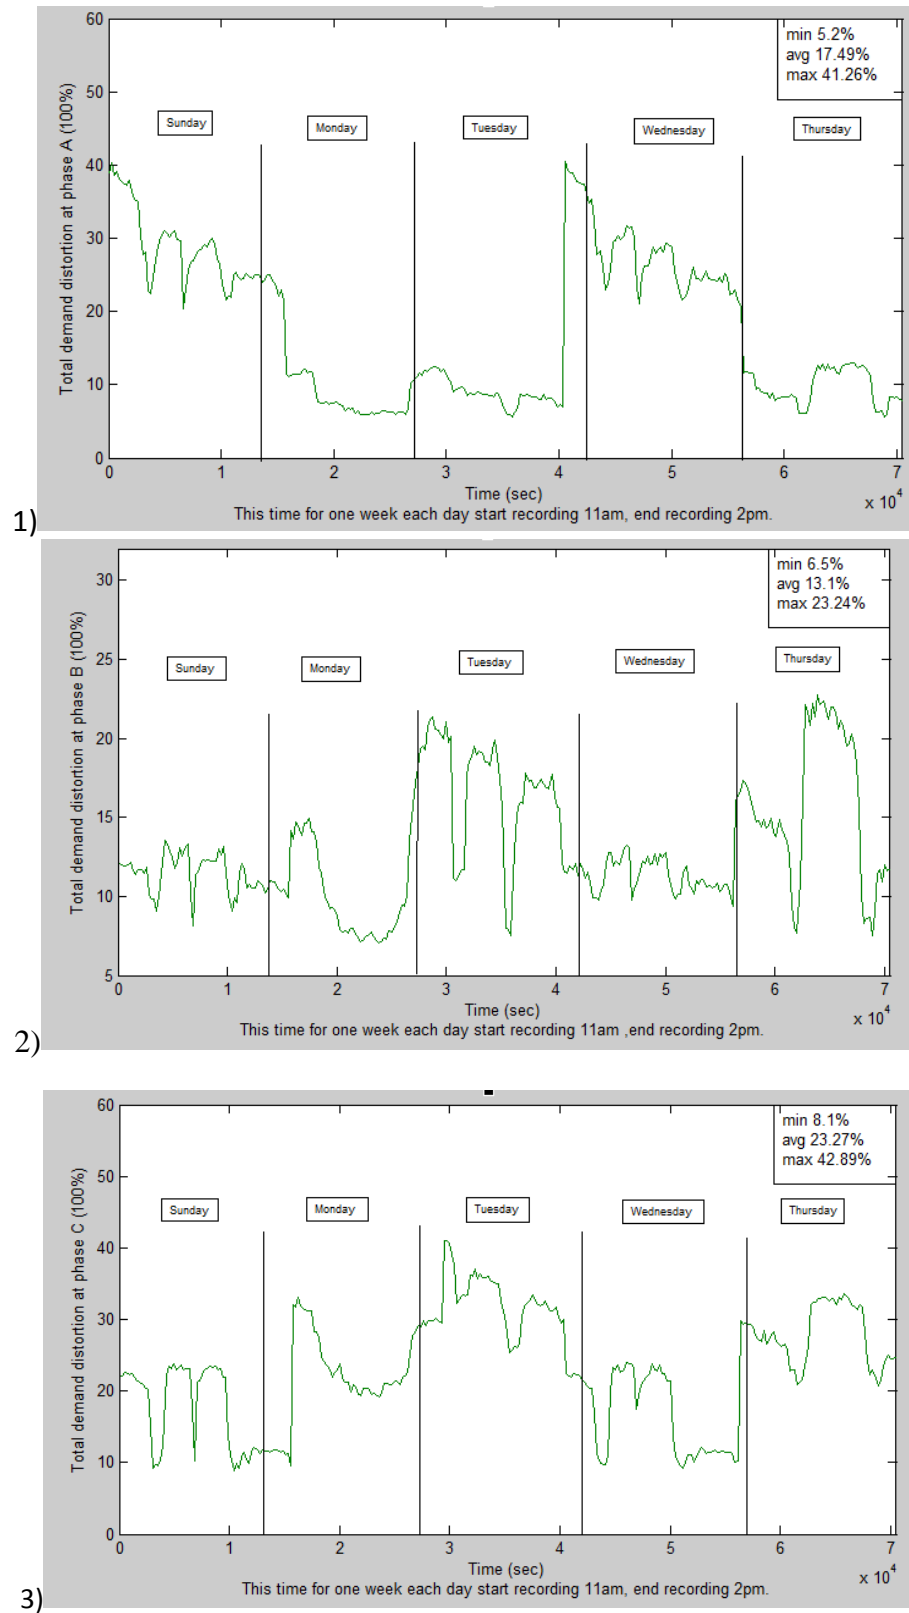 60
50
40
30
20
10
0
Total demand distortion at phase A (100%)
min 5.2%
avg 17.49%
max 41.26%
Sunday
Monday
Tuesday
Wednesday
Thursday
0 1 2 3 4 5 6 7
Time (sec)
x 10^4
This time for one week each day start recording 11am, end recording 2pm.
1)
30
25
20
15
10
5
Total demand distortion at phase B (100%)
min 6.5%
avg 13.1%
max 23.24%
Sunday
Monday
Tuesday
Wednesday
Thursday
0 1 2 3 4 5 6 7
Time (sec)
x 10^4
This time for one week each day start recording 11am ,end recording 2pm.
2)
60
50
40
30
20
10
0
Total demand distortion at phase C (100%)
min 8.1%
avg 23.27%
max 42.89%
Sunday
Monday
Tuesday
Wednesday
Thursday
0 1 2 3 4 5 6 7
Time (sec)
x 10^4
This time for one week each day start recording 11am, end recording 2pm.
3)